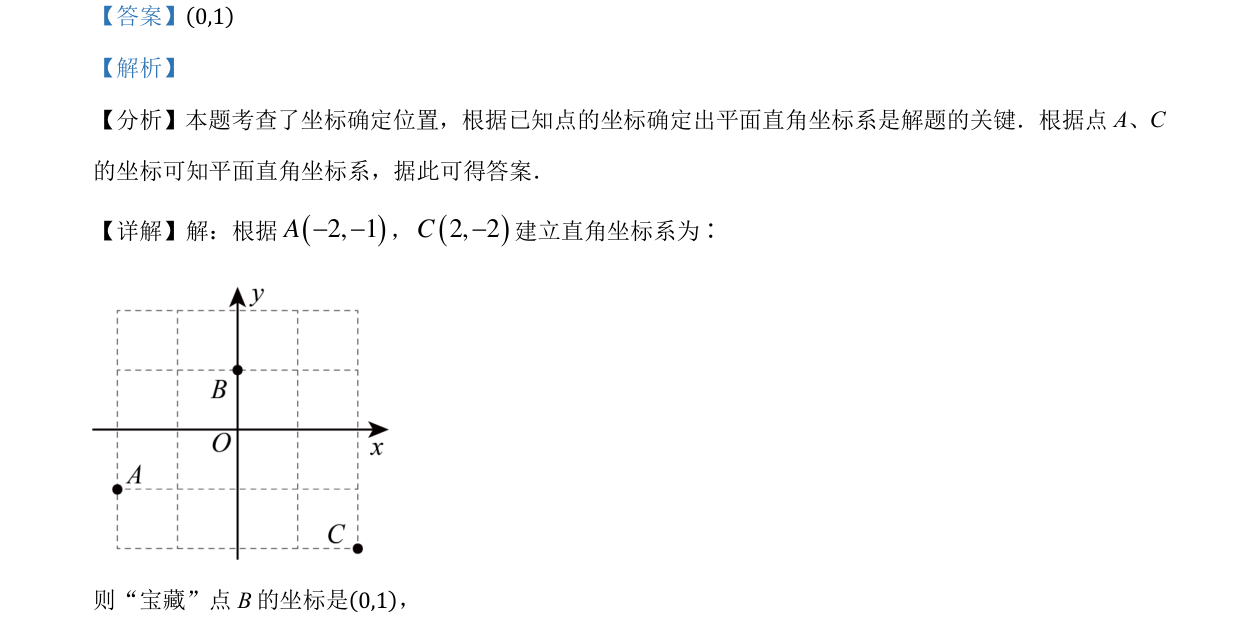 【答案】(0,1)
【解析】
【分析】本题考查了坐标确定位置，根据已知点的坐标确定出平面直角坐标系是解题的关键．根据点 A、C
的坐标可知平面直角坐标系，据此可得答案．
【详解】解：根据 A(−2,−1)，C(2,−2) 建立直角坐标系为：
y
B
O
x
A
C
则“宝藏”点 B 的坐标是(0,1)，